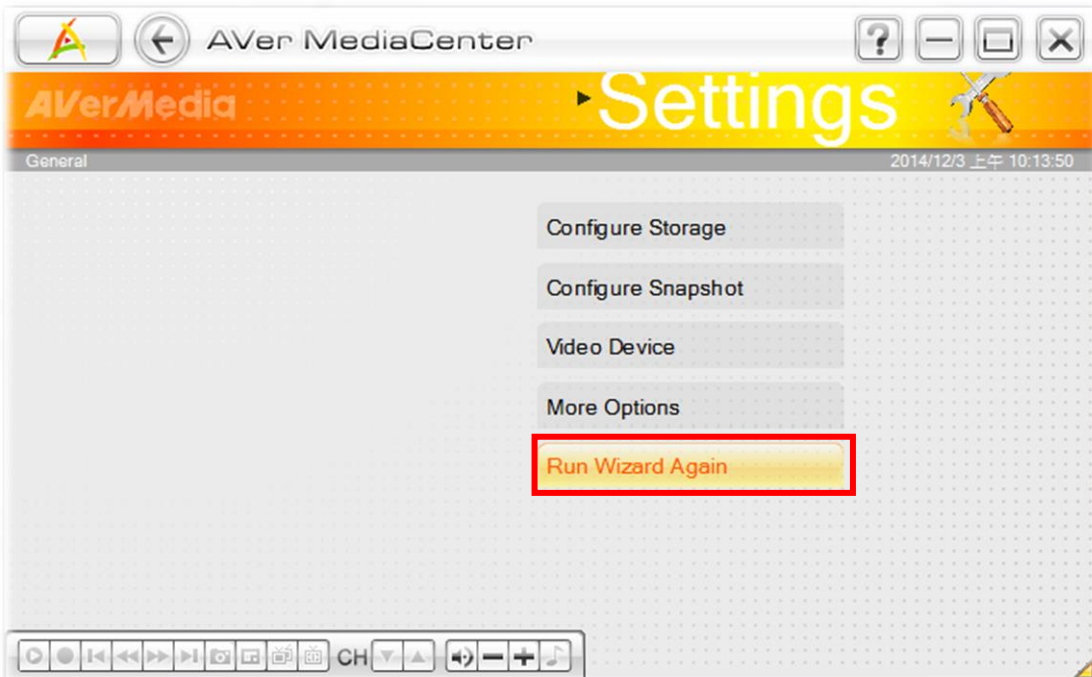 AVer MediaCenter
?
AVerMedia
Settings
General
2014/12/3 上午 10:13:50
Configure Storage
Configure Snapshot
Video Device
More Options
Run Wizard Again
CH